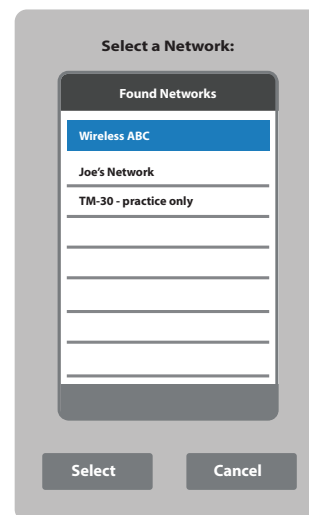 Select a Network:
Found Networks
Wireless ABC
Joe's Network
TM-30 - practice only
Select
Cancel